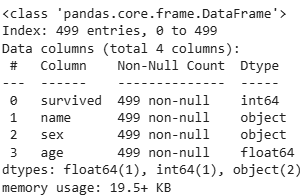 <class 'pandas.core.frame.DataFrame'>
Index: 499 entries, 0 to 499
Data columns (total 4 columns):
 #   Column    Non-Null Count  Dtype
---  ------    --------------  -----
 0   survived  499 non-null    int64
 1   name      499 non-null    object
 2   sex       499 non-null    object
 3   age       499 non-null    float64
dtypes: float64(1), int64(1), object(2)
memory usage: 19.5+ KB